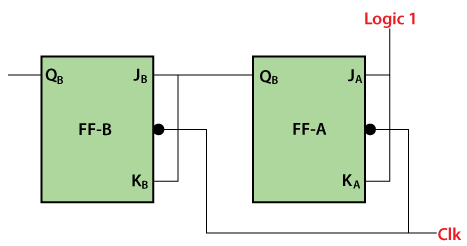 Logic 1
QB JB QB JA
FF-B FF-A
KB KA
Clk